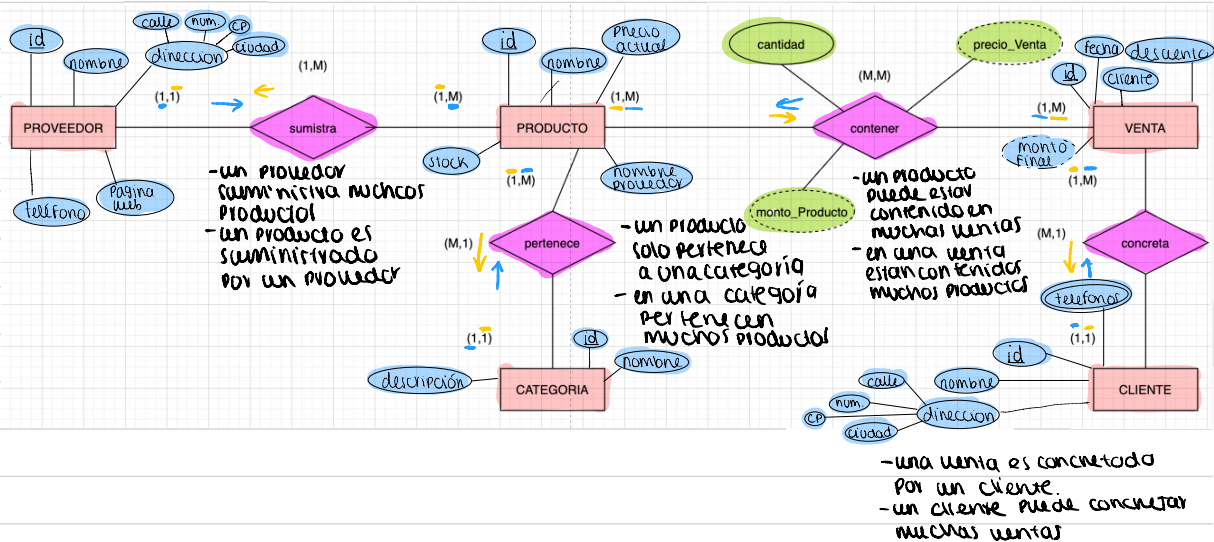 calle
num.
CP
ciudad
id
nombre
direccion
(1,M)
(1,1)
PROVEEDOR
sumistra
telefono
Pagina
web
-un proveedor
suministra muchos
productos
-un producto es
suministrado
por un proveedor
id
nombre
precio
actual
(1,M)
(1,M)
PRODUCTO
stock
(1,M)
nombre
proveedor
(M,1)
pertenece
-un producto
solo pertenece
a una categoría
-en una categoría
pertenecen
muchos productos
(1,1)
id
nombre
descripción
CATEGORIA
cantidad
precio_Venta
(M,M)
contener
monto_Producto
-un producto
puede estar
contenido en
muchas ventas
-en una venta
estan contenidos
muchos productos
id
fecha
cliente
descuento
(1,M)
VENTA
monto
Final
(1,M)
(M,1)
concreta
telefonos
(1,1)
id
nombre
CLIENTE
calle
num.
CP
ciudad
direccion
-una venta es concretada
por un cliente.
-un cliente puede concretar
muchas ventas